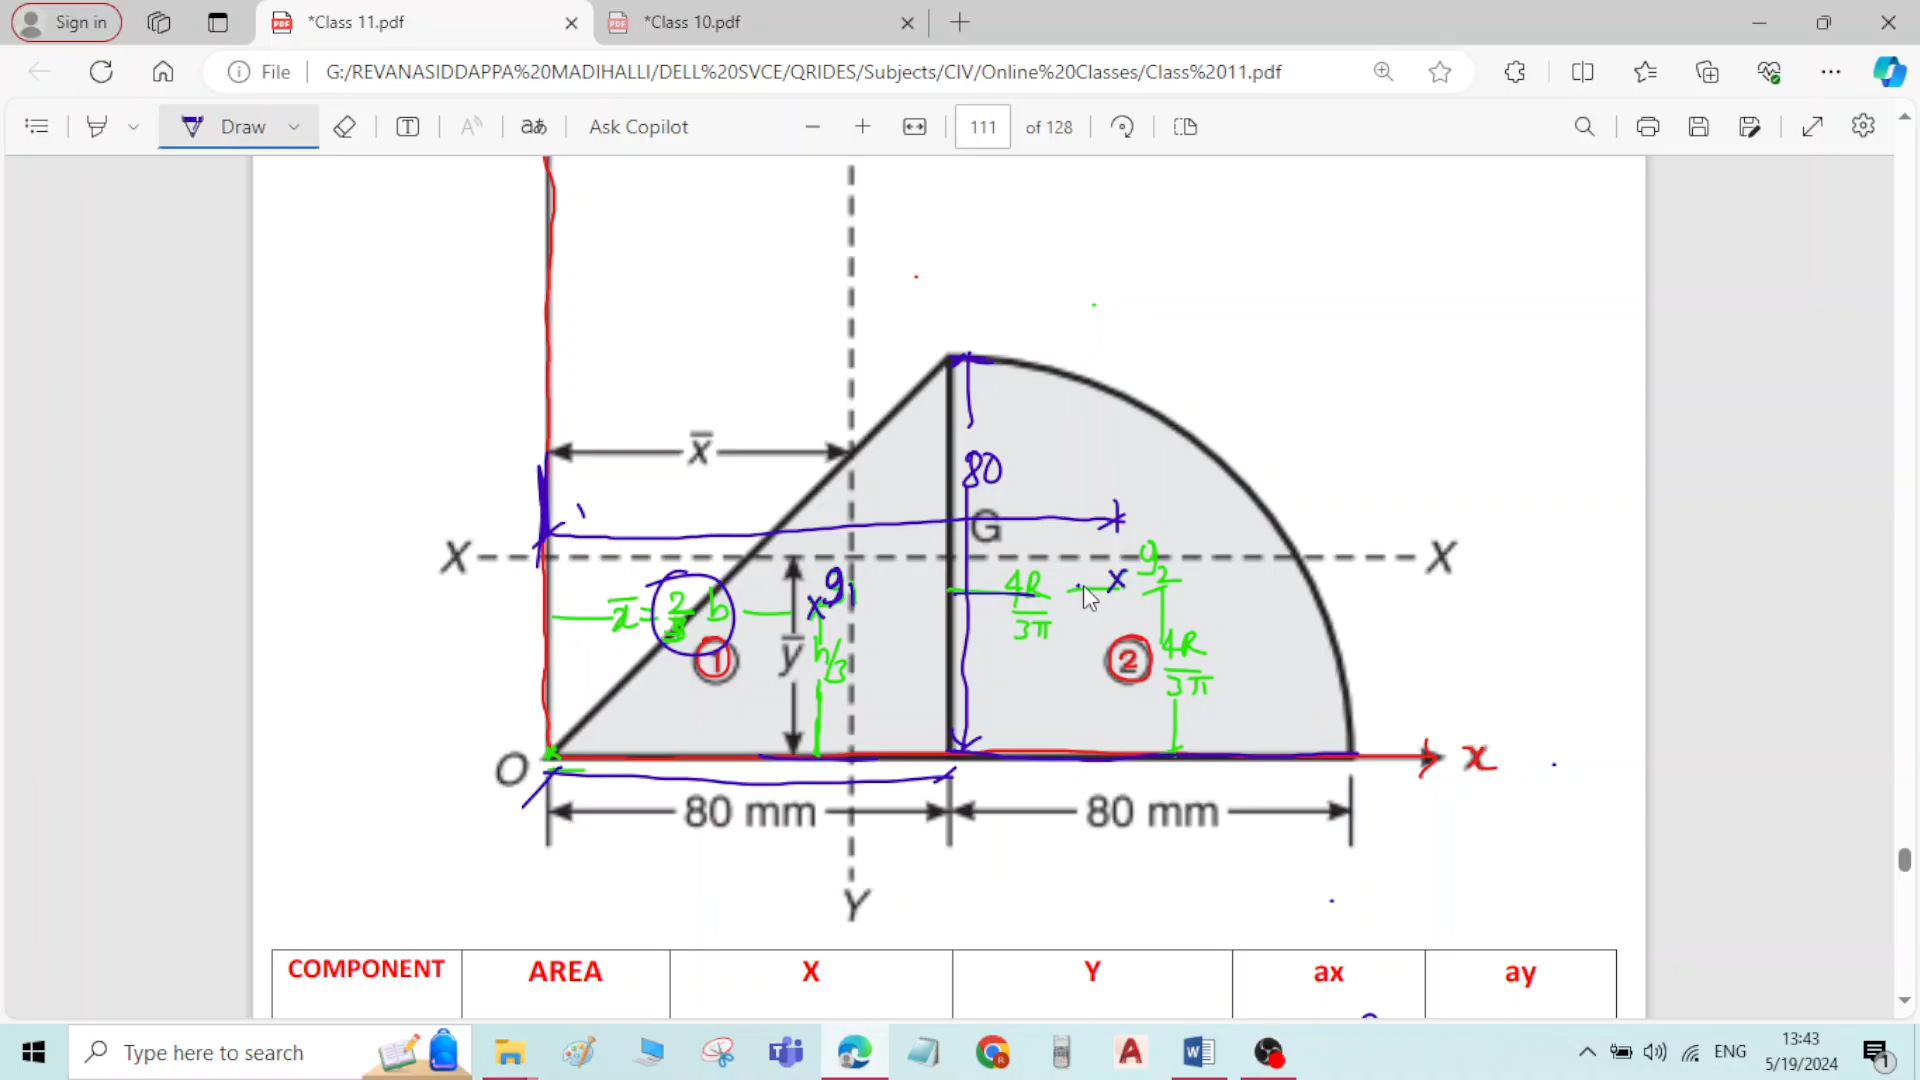 Sign in
*Class 11.pdf
*Class 10.pdf
File
G:/REVANASIDDAPPA%20MADIHALLI/DELL%20SVCE/QRIDES/Subjects/CIV/Online%20Classes/Class%2011.pdf
Draw
T
A
aあ
Ask Copilot
111
of 128
x̄
80
G
X
X
g₂
g₁
x̄ = 2/3 b
4R/3π
h/3
ȳ
1
2
4R/3π
O
x
80 mm
80 mm
Y
COMPONENT
AREA
X
Y
ax
ay
Type here to search
ENG
13:43
5/19/2024
1